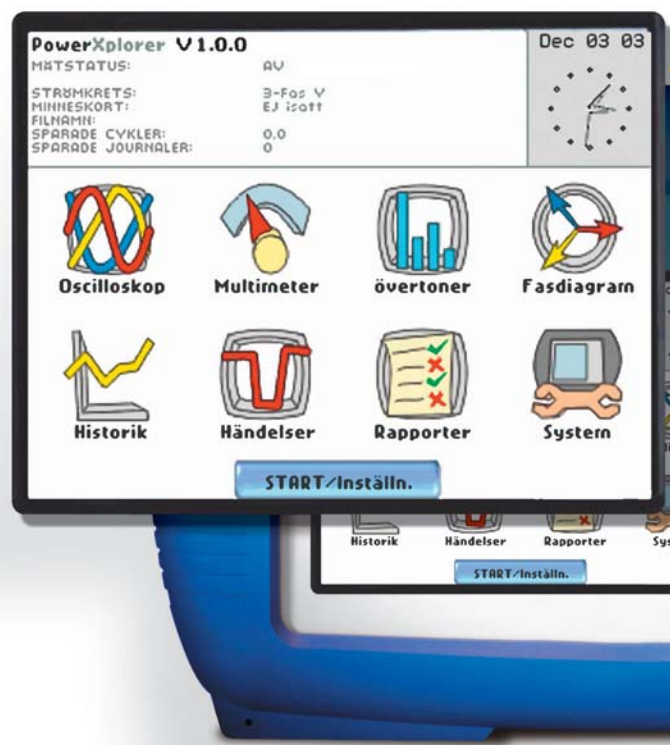 PowerXplorer V1.0.0
Dec 03 03
MÄTSTATUS: AV
STRÖMKRETS: 3-Fas Y
MINNESKORT: EJ isatt
FILNAMN:
SPARADE CYKLER: 0.0
SPARADE JOURNALER: 0
Oscilloskop Multimeter övertoner Fasdiagram
Historik Händelser Rapporter System
START/Inställn.
Historik Händelser Rapporter
START/Inställn.